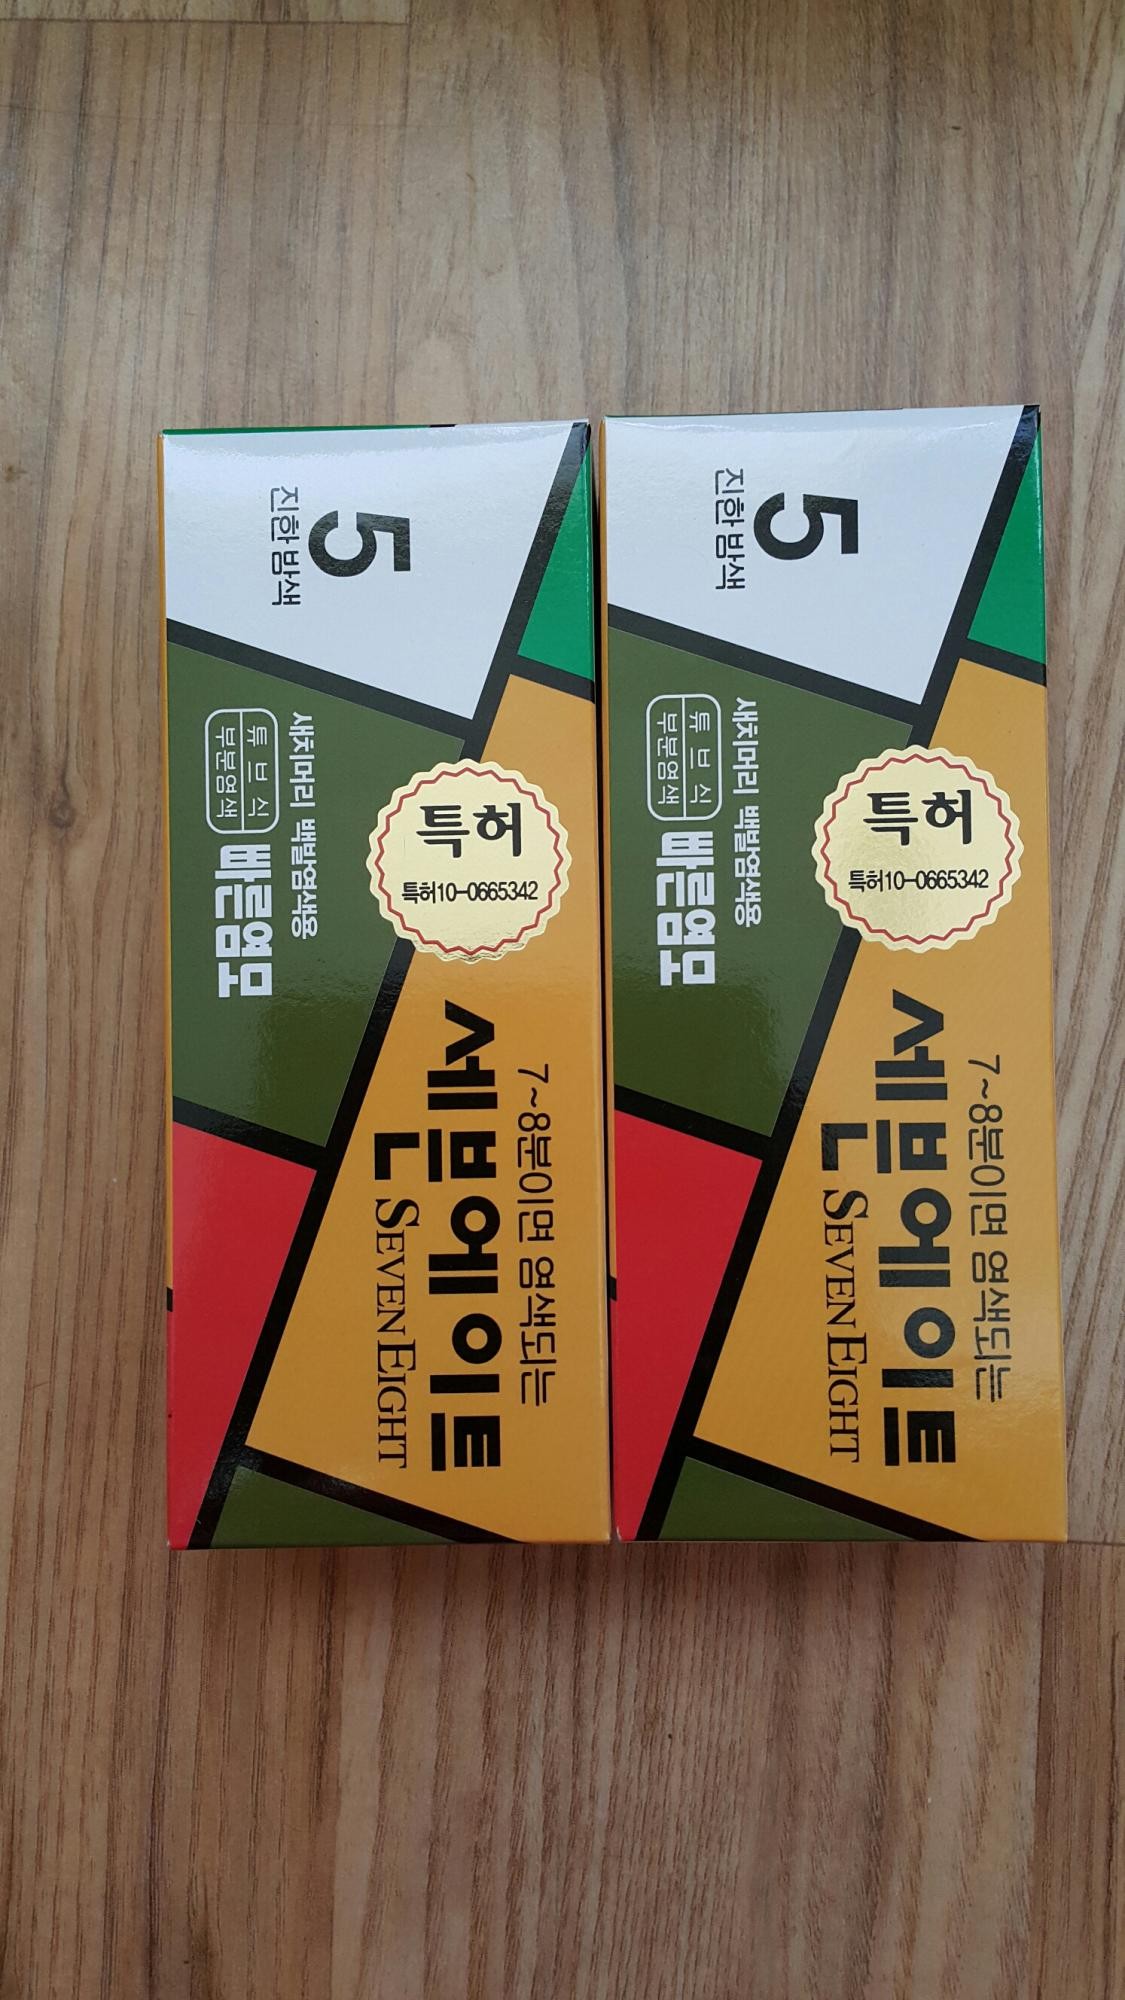 5
진한 밤색
새치머리 백발염색용
튜브식
부분염색
빠른염모
특허
특허10-0665342
7~8분이면 염색되는
세븐에이트
SEVEN EIGHT
5
진한 밤색
새치머리 백발염색용
튜브식
부분염색
빠른염모
특허
특허10-0665342
7~8분이면 염색되는
세븐에이트
SEVEN EIGHT